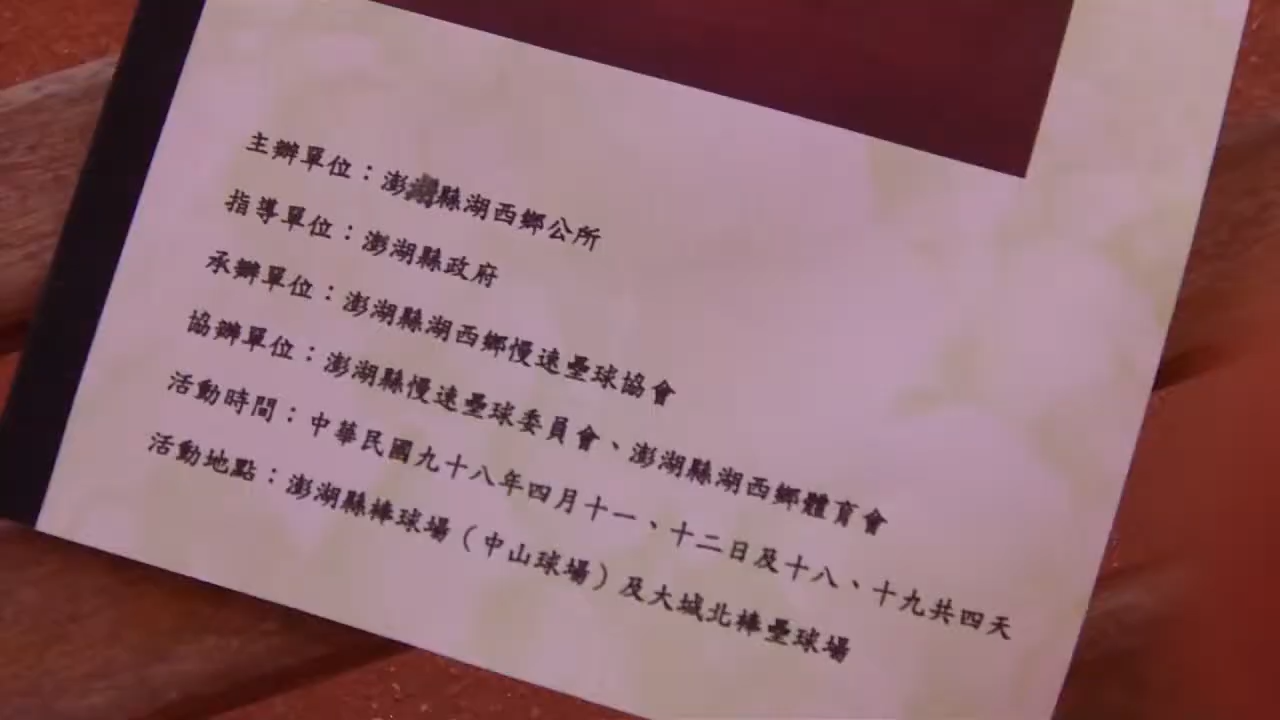 主辦單位：澎湖縣湖西鄉公所
指導單位：澎湖縣政府
承辦單位：澎湖縣湖西鄉慢速壘球協會
協辦單位：澎湖縣慢速壘球委員會、澎湖縣湖西鄉體育會
活動時間：中華民國九十八年四月十一、十二日及十八、十九共四天
活動地點：澎湖縣棒球場（中山球場）及大城北棒壘球場